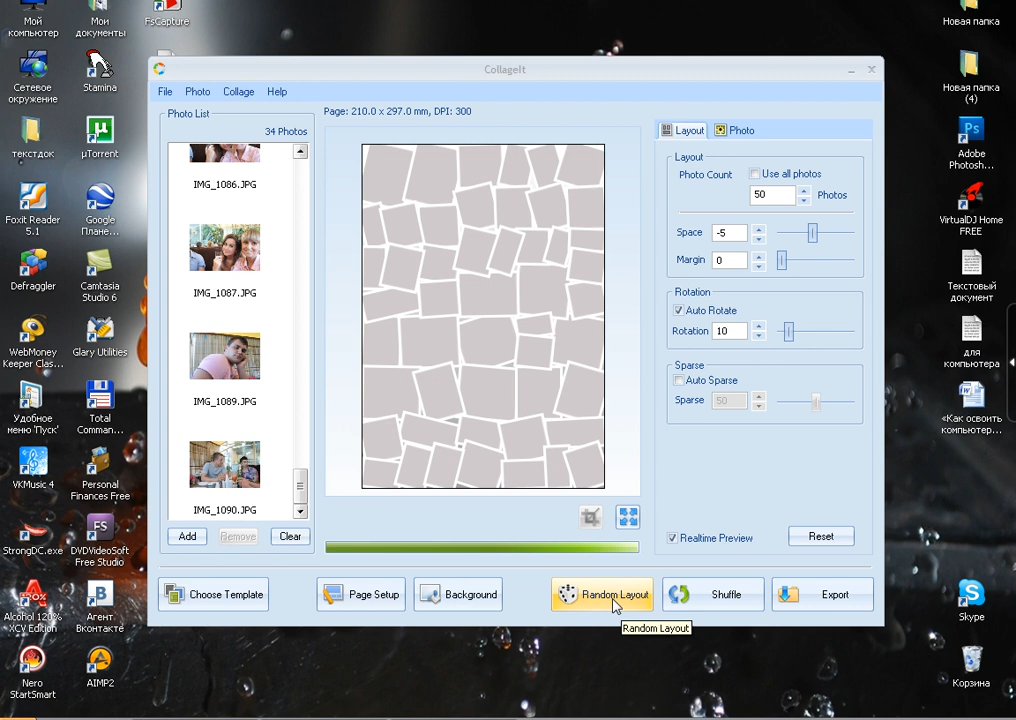 Мой
компьютер
Мои
документы
FsCapture
Новая папка
Сетевое
окружение
Stamina
Новая папка
(4)
текстдок
µTorrent
Adobe
Photosh...
Foxit Reader
5.1
Google
Плане...
VirtualDJ Home
FREE
Defraggler
Camtasia
Studio 6
Текстовый
документ
WebMoney
Keeper Clas...
Glary Utilities
для
компьютера
Удобное
меню 'Пуск'
Total
Comman...
«Как освоить
компьютер...
VKMusic 4
Personal
Finances Free
StrongDC.exe
FS
DVDVideoSoft
Free Studio
Alcohol 120%
XCV Edition
Агент
Вконтакте
Skype
Nero
StartSmart
AIMP2
Корзина
CollageIt
File
Photo
Collage
Help
Photo List
34 Photos
IMG_1086.JPG
IMG_1087.JPG
IMG_1089.JPG
IMG_1090.JPG
Add
Remove
Clear
Page: 210.0 x 297.0 mm, DPI: 300
Layout
Photo
Layout
Photo Count
Use all photos
50
Photos
Space
-5
Margin
0
Rotation
Auto Rotate
Rotation
10
Sparse
Auto Sparse
Sparse
50
Realtime Preview
Reset
Choose Template
Page Setup
Background
Random Layout
Shuffle
Export
Random Layout